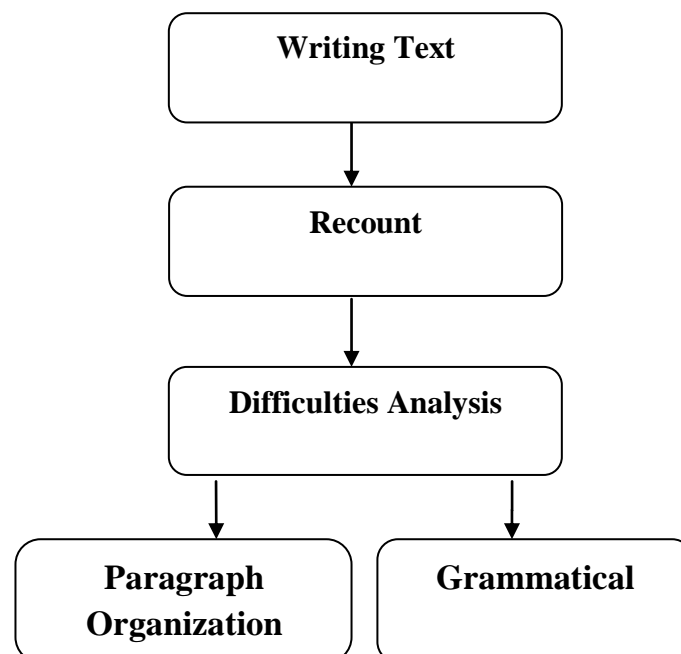 Writing Text
Recount
Difficulties Analysis
Paragraph
Organization
Grammatical